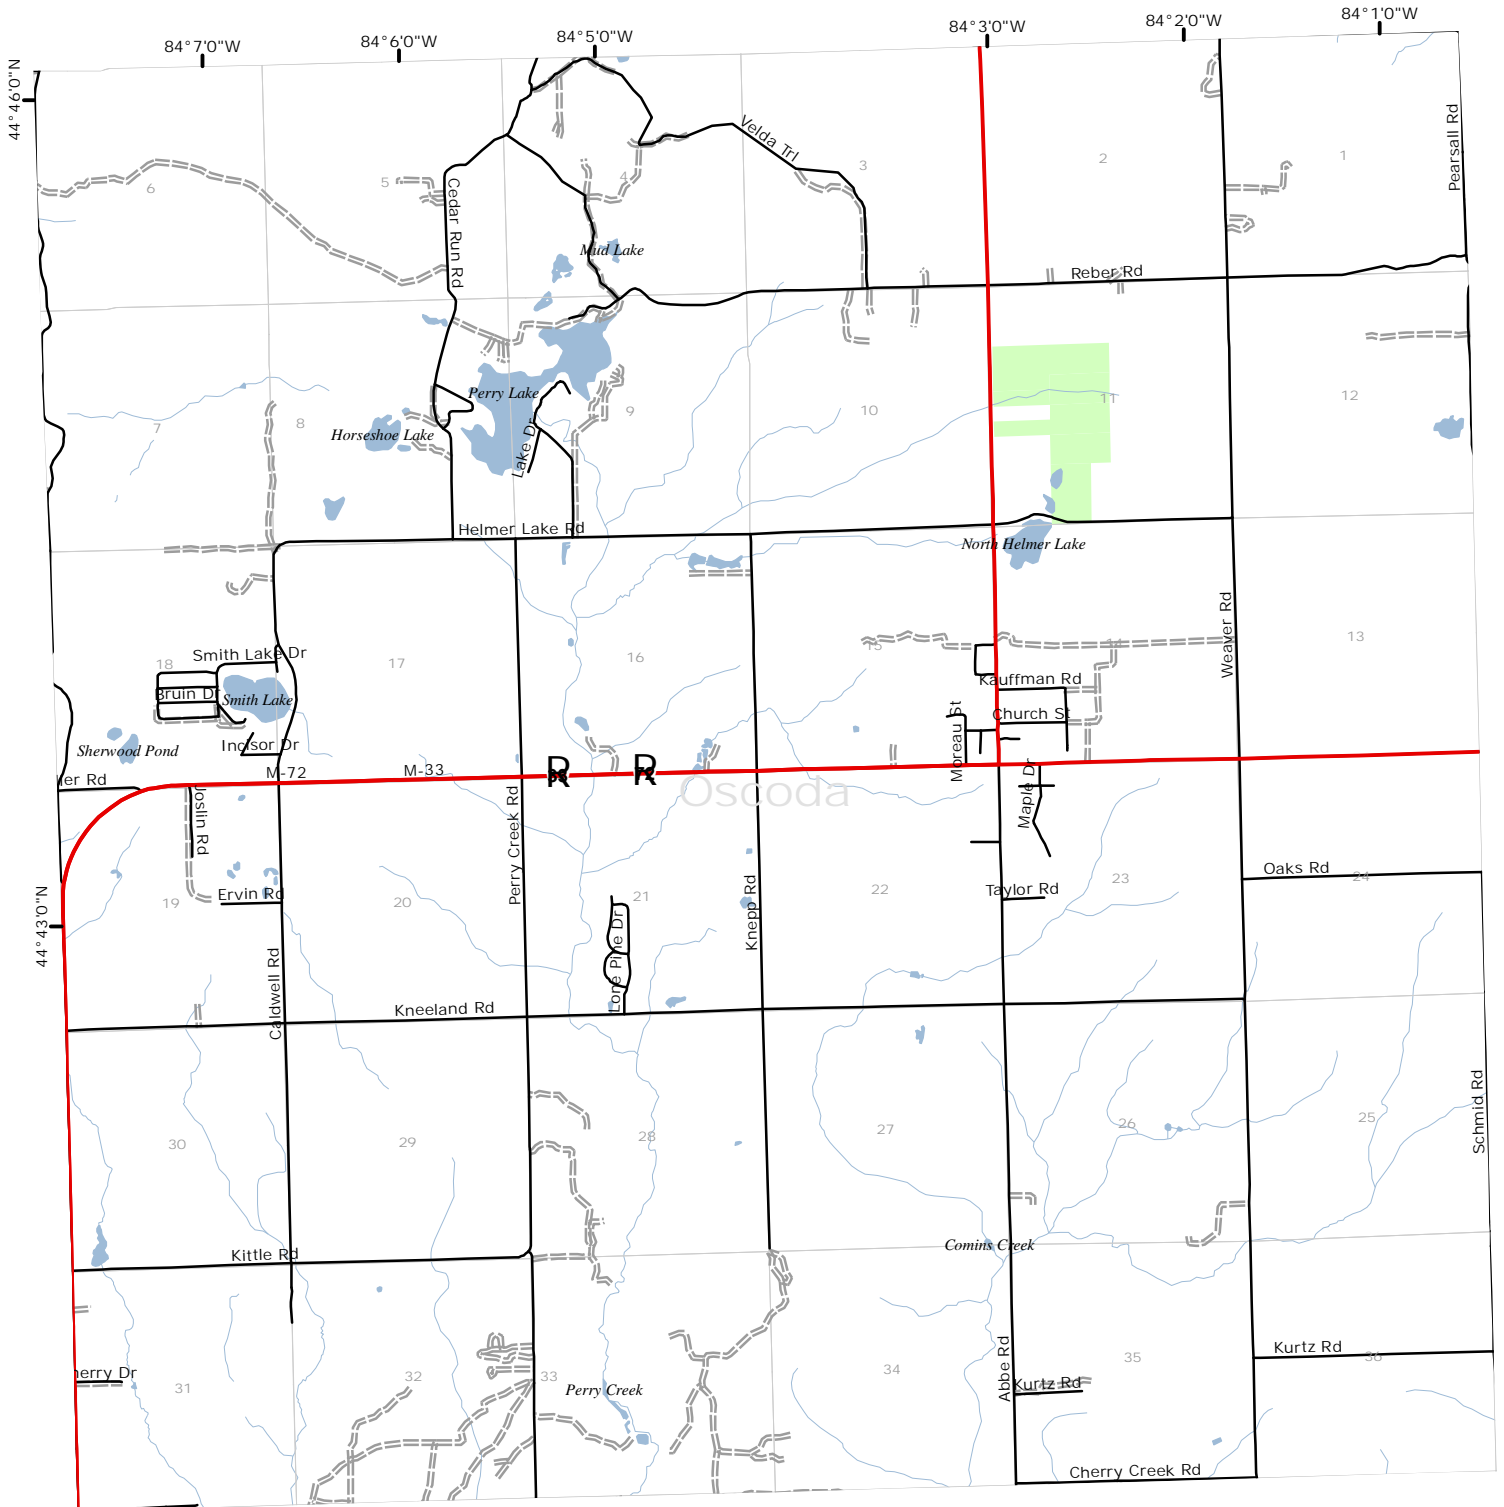 84°7'0"W
84°6'0"W
84°5'0"W
84°3'0"W
84°2'0"W
84°1'0"W
44°46'0"N
Velda Trl
Pearsall Rd
1
2
3
4
5
6
Cedar Run Rd
Mud Lake
Reber Rd
Perry Lake
Horseshoe Lake
Lake Dr
7
8
9
10
11
12
Helmer Lake Rd
North Helmer Lake
Weaver Rd
13
14
15
16
17
18
Smith Lake Dr
Bruin Dr
Smith Lake
Kauffman Rd
Church St
Moreau St
Incisor Dr
Sherwood Pond
ler Rd
M-72
M-33
R
33
R
72
Oscoda
Joslin Rd
Maple Dr
Perry Creek Rd
Knepp Rd
Oaks Rd
Taylor Rd
Ervin Rd
19
20
21
22
23
24
44°43'0"N
Lone Pine Dr
Caldwell Rd
Kneeland Rd
Schmid Rd
30
29
28
27
26
25
Kittle Rd
Comins Creek
Kurtz Rd
Abbe Rd
Kurtz Rd
herry Dr
31
32
33
Perry Creek
34
35
36
Cherry Creek Rd